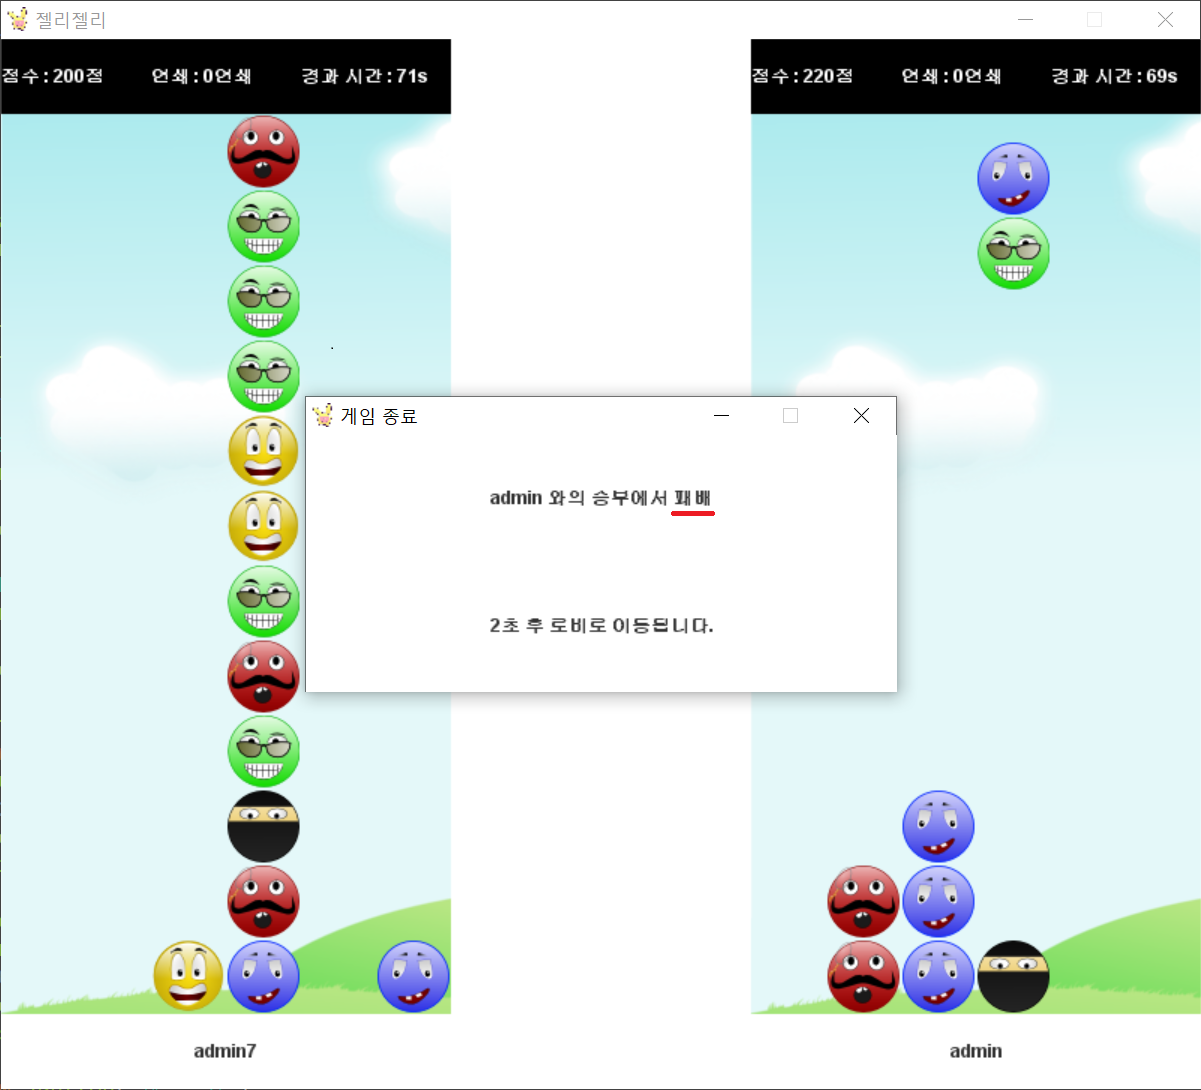 젤리젤리
점수 : 200점 연쇄 : 0연쇄 경과 시간 : 71s
점수 : 220점 연쇄 : 0연쇄 경과 시간 : 69s
게임 종료
admin 와의 승부에서 패배
2초 후 로비로 이동됩니다.
admin7
admin